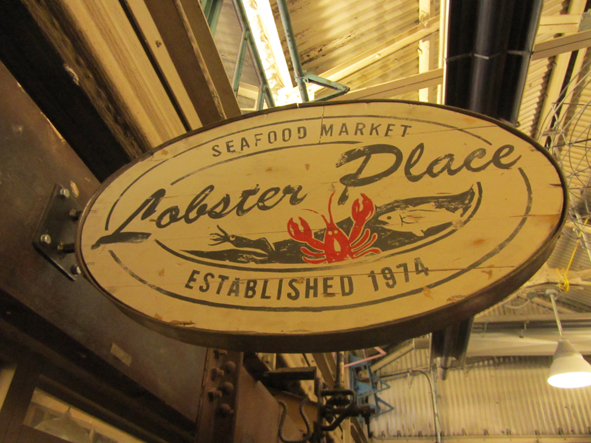 SEAFOOD MARKET
Lobster Place
ESTABLISHED 1974